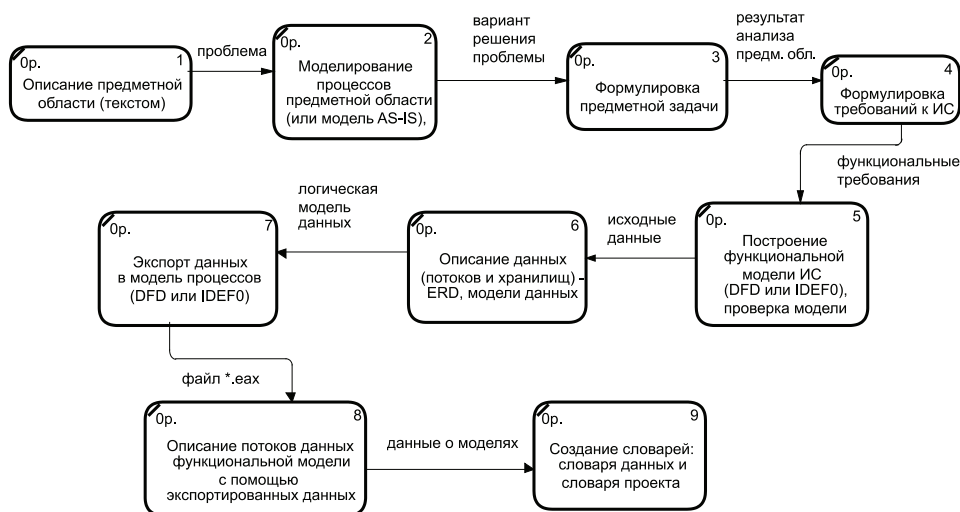 0р.
1
Описание предметной
области (текстом)
проблема
0р.
2
Моделирование
процессов
предметной области
(или модель AS-IS),
вариант
решения
проблемы
0р.
3
Формулировка
предметной задачи
результат
анализа
предм. обл.
0р.
4
Формулировка
требований к ИС
функциональные
требования
0р.
5
Построение
функциональной
модели ИС
(DFD или IDEF0),
проверка модели
исходные
данные
0р.
6
Описание данных
(потоков и хранилищ) -
ERD, модели данных
логическая
модель
данных
0р.
7
Экспорт данных
в модель процессов
(DFD или IDEF0)
файл *.eax
0р.
8
Описание потоков данных
функциональной модели
с помощью
экспортированных данных
данные о моделях
0р.
9
Создание словарей:
словаря данных и
словаря проекта